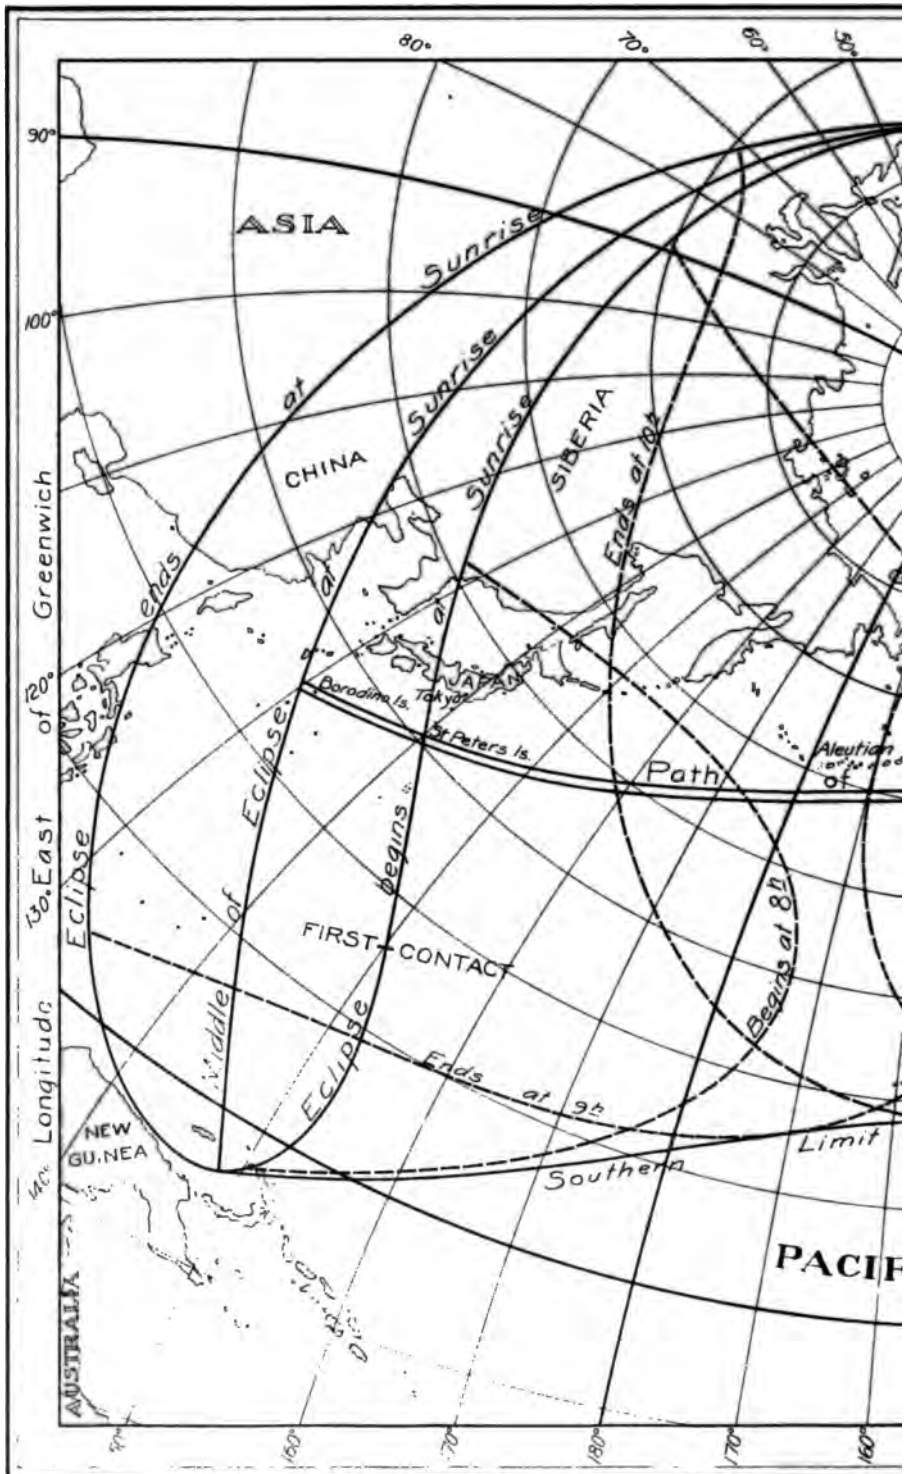 80°
70°
60°
50°
90°
ASIA
Sunrise
100°
at
Sunrise
Sunrise
SIBERIA
CHINA
Ends at 10h
ends
at
at
JAPAN
120°
Borodino Is.
Tokyo
St Peters Is.
Aleutian
Path
of
Eclipse
begins
130°
Eclipse
of
Begins at 8h
FIRST CONTACT
Middle
Eclipse
Ends at 9h
Longitude East of Greenwich
NEW
GUINEA
140°
Southern Limit
PACIF
AUSTRALIA
160°
170°
180°
170°
160°